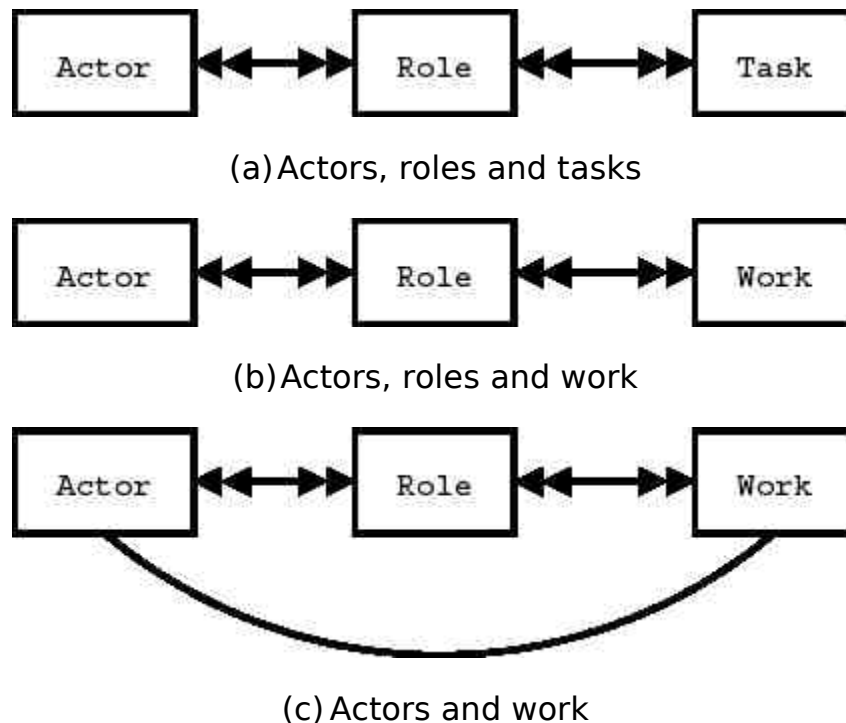 Actor Role Task
(a) Actors, roles and tasks
Actor Role Work
(b) Actors, roles and work
Actor Role Work
(c) Actors and work